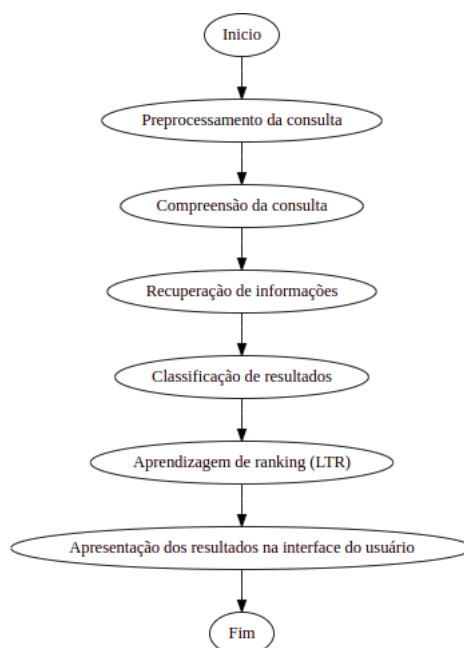 Inicio
Preprocessamento da consulta
Compreensão da consulta
Recuperação de informações
Classificação de resultados
Aprendizagem de ranking (LTR)
Apresentação dos resultados na interface do usuário
Fim